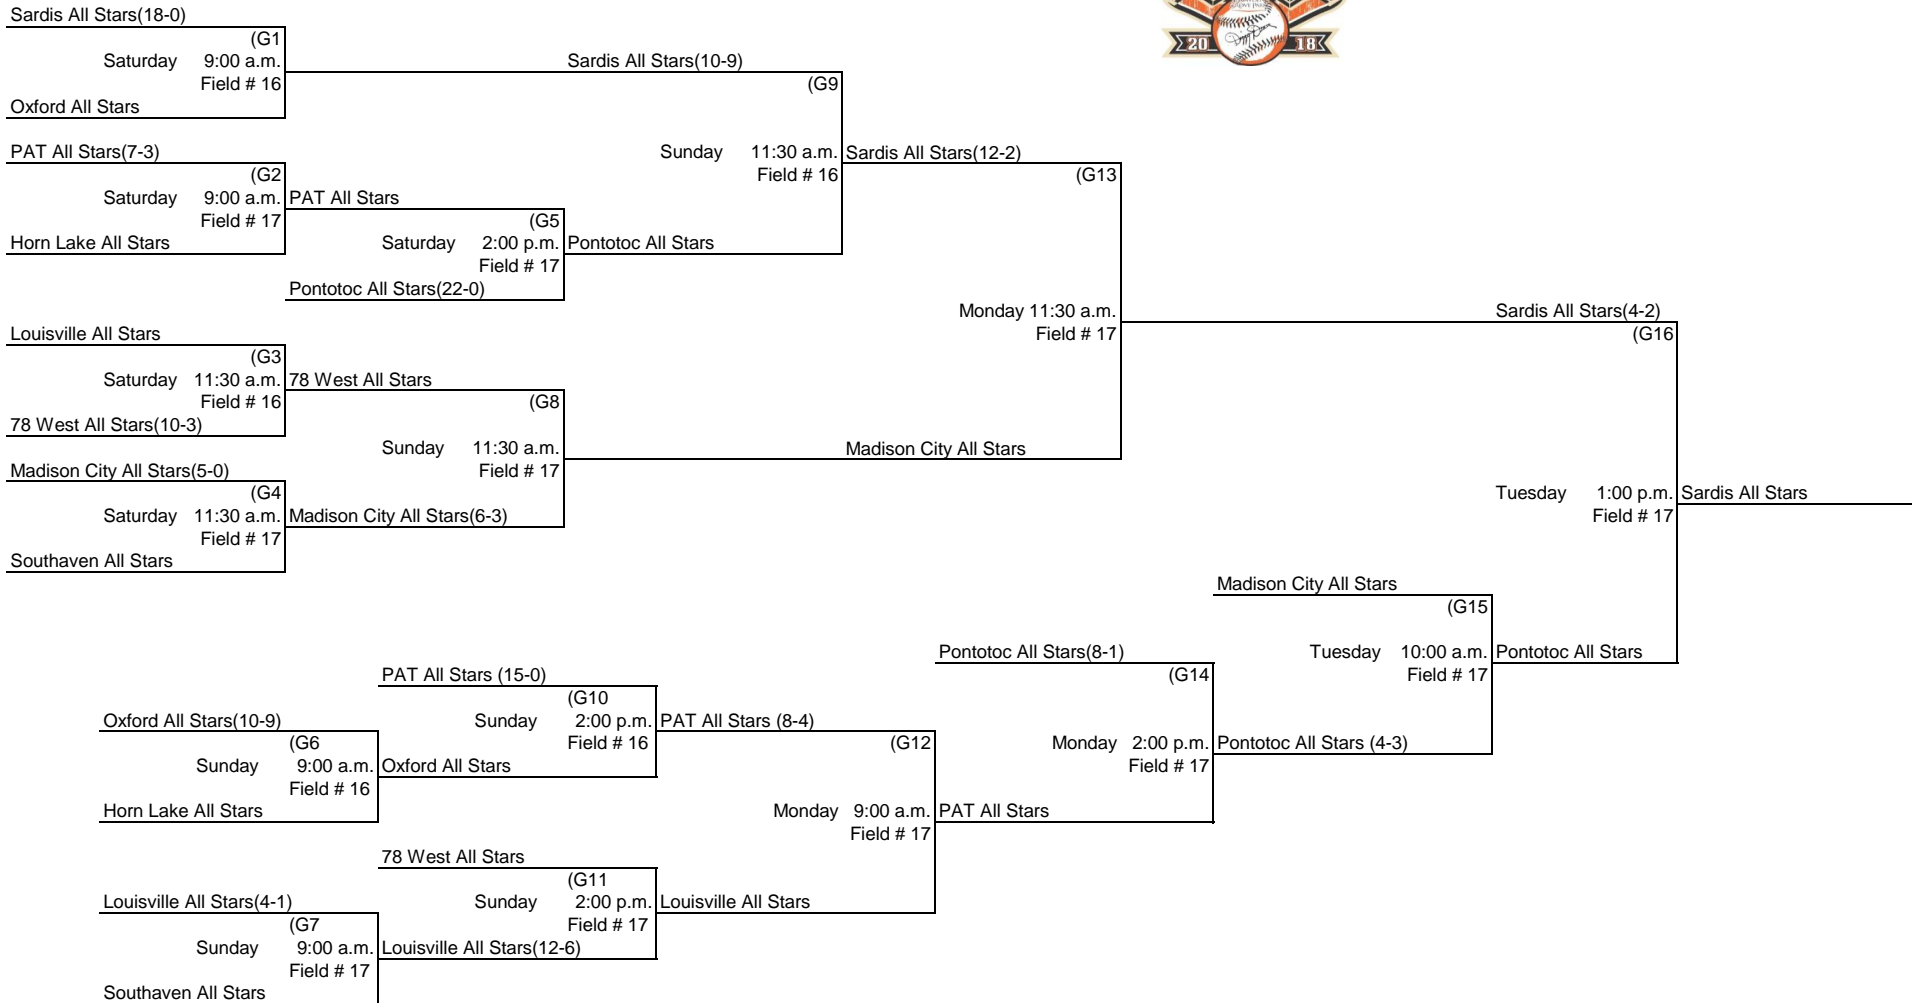 Sardis All Stars(18-0)
(G1
Saturday 9:00 a.m.
Field # 16
Oxford All Stars
PAT All Stars(7-3)
(G2
Saturday 9:00 a.m.
Field # 17
Horn Lake All Stars
PAT All Stars
(G5
Saturday 2:00 p.m.
Field # 17
Pontotoc All Stars(22-0)
Sardis All Stars(10-9)
(G9
Sunday 11:30 a.m.
Field # 16
Pontotoc All Stars
Louisville All Stars
(G3
Saturday 11:30 a.m.
Field # 16
78 West All Stars(10-3)
Madison City All Stars(5-0)
(G4
Saturday 11:30 a.m.
Field # 17
Southaven All Stars
78 West All Stars
(G8
Sunday 11:30 a.m.
Field # 17
Madison City All Stars(6-3)
Sardis All Stars(12-2)
(G13
Monday 11:30 a.m.
Field # 17
Madison City All Stars
20 18
Sardis All Stars(4-2)
(G16
Tuesday 1:00 p.m.
Field # 17
Sardis All Stars
Madison City All Stars
(G15
Tuesday 10:00 a.m.
Field # 17
Pontotoc All Stars
Pontotoc All Stars(8-1)
(G14
Monday 2:00 p.m.
Field # 17
Pontotoc All Stars (4-3)
PAT All Stars (15-0)
(G10
Sunday 2:00 p.m.
Field # 16
PAT All Stars (8-4)
(G12
Monday 9:00 a.m.
Field # 17
PAT All Stars
Oxford All Stars(10-9)
(G6
Sunday 9:00 a.m.
Field # 16
Oxford All Stars
Horn Lake All Stars
78 West All Stars
(G11
Sunday 2:00 p.m.
Field # 17
Louisville All Stars
Louisville All Stars(4-1)
(G7
Sunday 9:00 a.m.
Field # 17
Louisville All Stars(12-6)
Southaven All Stars